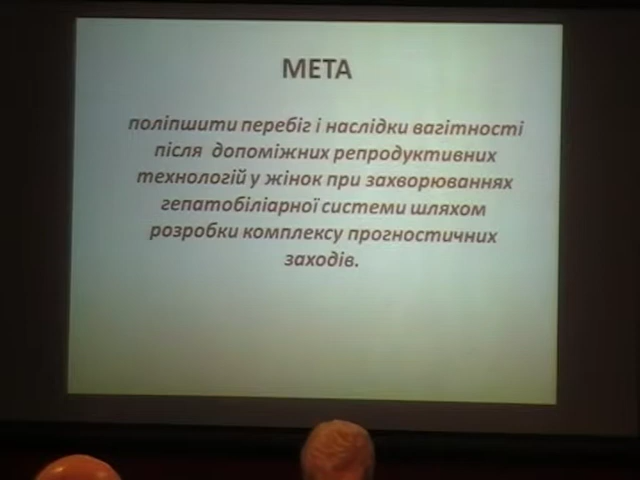 МЕТА
поліпшити перебіг і наслідки вагітності
після допоміжних репродуктивних
технологій у жінок при захворюваннях
гепатобіліарної системи шляхом
розробки комплексу прогностичних
заходів.